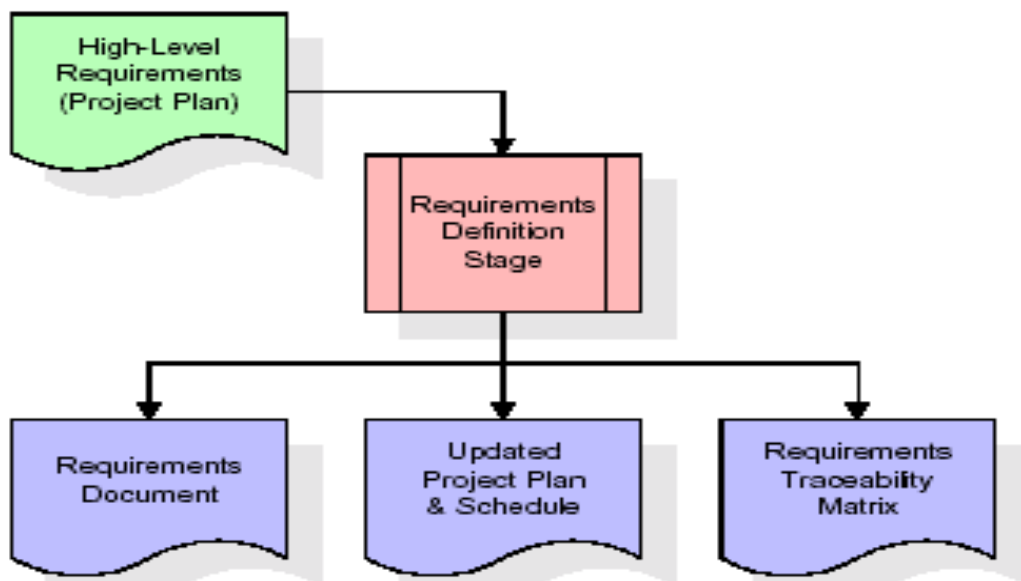 High-Level
Requirements
(Project Plan)
Requirements
Definition
Stage
Requirements
Document
Updated
Project Plan
& Schedule
Requirements
Traceability
Matrix